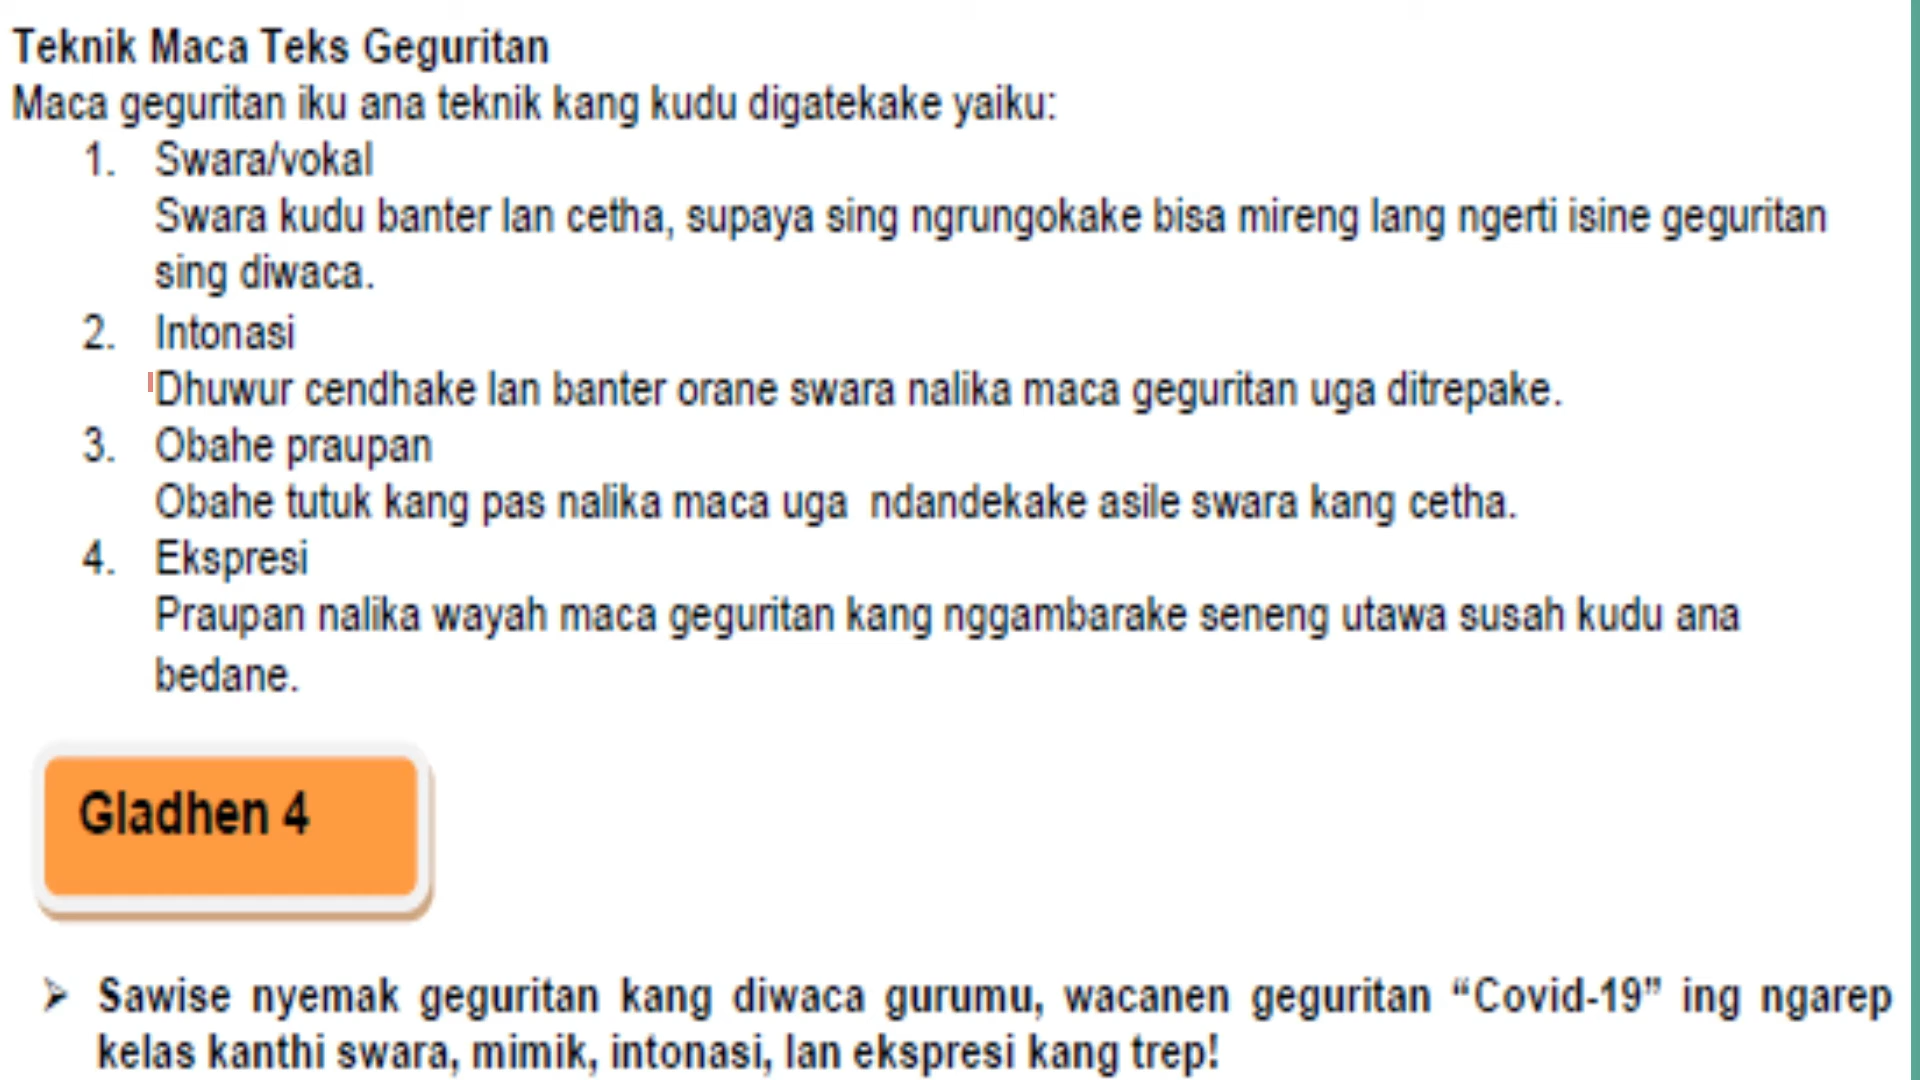 Teknik Maca Teks Geguritan
Maca geguritan iku ana teknik kang kudu digatekake yaiku:
1. Swara/vokal
Swara kudu banter lan cetha, supaya sing ngrungokake bisa mireng lang ngerti isine geguritan
sing diwaca.
2. Intonasi
Dhuwur cendhake lan banter orane swara nalika maca geguritan uga ditrepake.
3. Obahe praupan
Obahe tutuk kang pas nalika maca uga ndandekake asile swara kang cetha.
4. Ekspresi
Praupan nalika wayah maca geguritan kang nggambarake seneng utawa susah kudu ana
bedane.
Gladhen 4
➢ Sawise nyemak geguritan kang diwaca gurumu, wacanen geguritan “Covid-19” ing ngarep
kelas kanthi swara, mimik, intonasi, lan ekspresi kang trep!